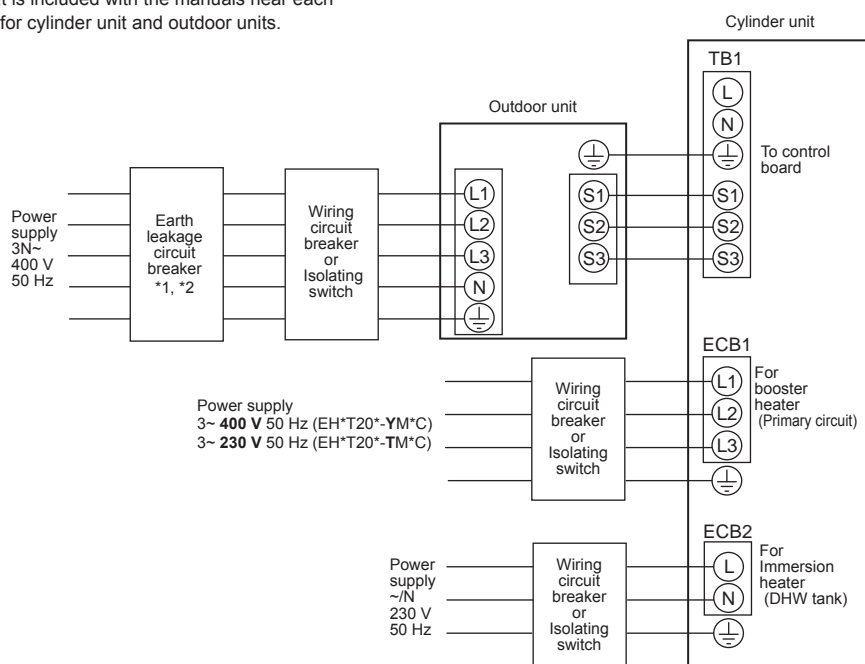 t is included with the manuals near each
for cylinder unit and outdoor units.
Cylinder unit
TB1
L
N
To control
board
S1
S2
S3
Outdoor unit
L1
L2
L3
N
S1
S2
S3
Power
supply
3N~
400 V
50 Hz
Earth
leakage
circuit
breaker
*1, *2
Wiring
circuit
breaker
or
Isolating
switch
ECB1
L1
L2
L3
For
booster
heater
(Primary circuit)
Wiring
circuit
breaker
or
Isolating
switch
Power supply
3~ 400 V 50 Hz (EH*T20*-YM*C)
3~ 230 V 50 Hz (EH*T20*-TM*C)
ECB2
L
N
For
Immersion
heater
(DHW tank)
Wiring
circuit
breaker
or
Isolating
switch
Power
supply
~/N
230 V
50 Hz